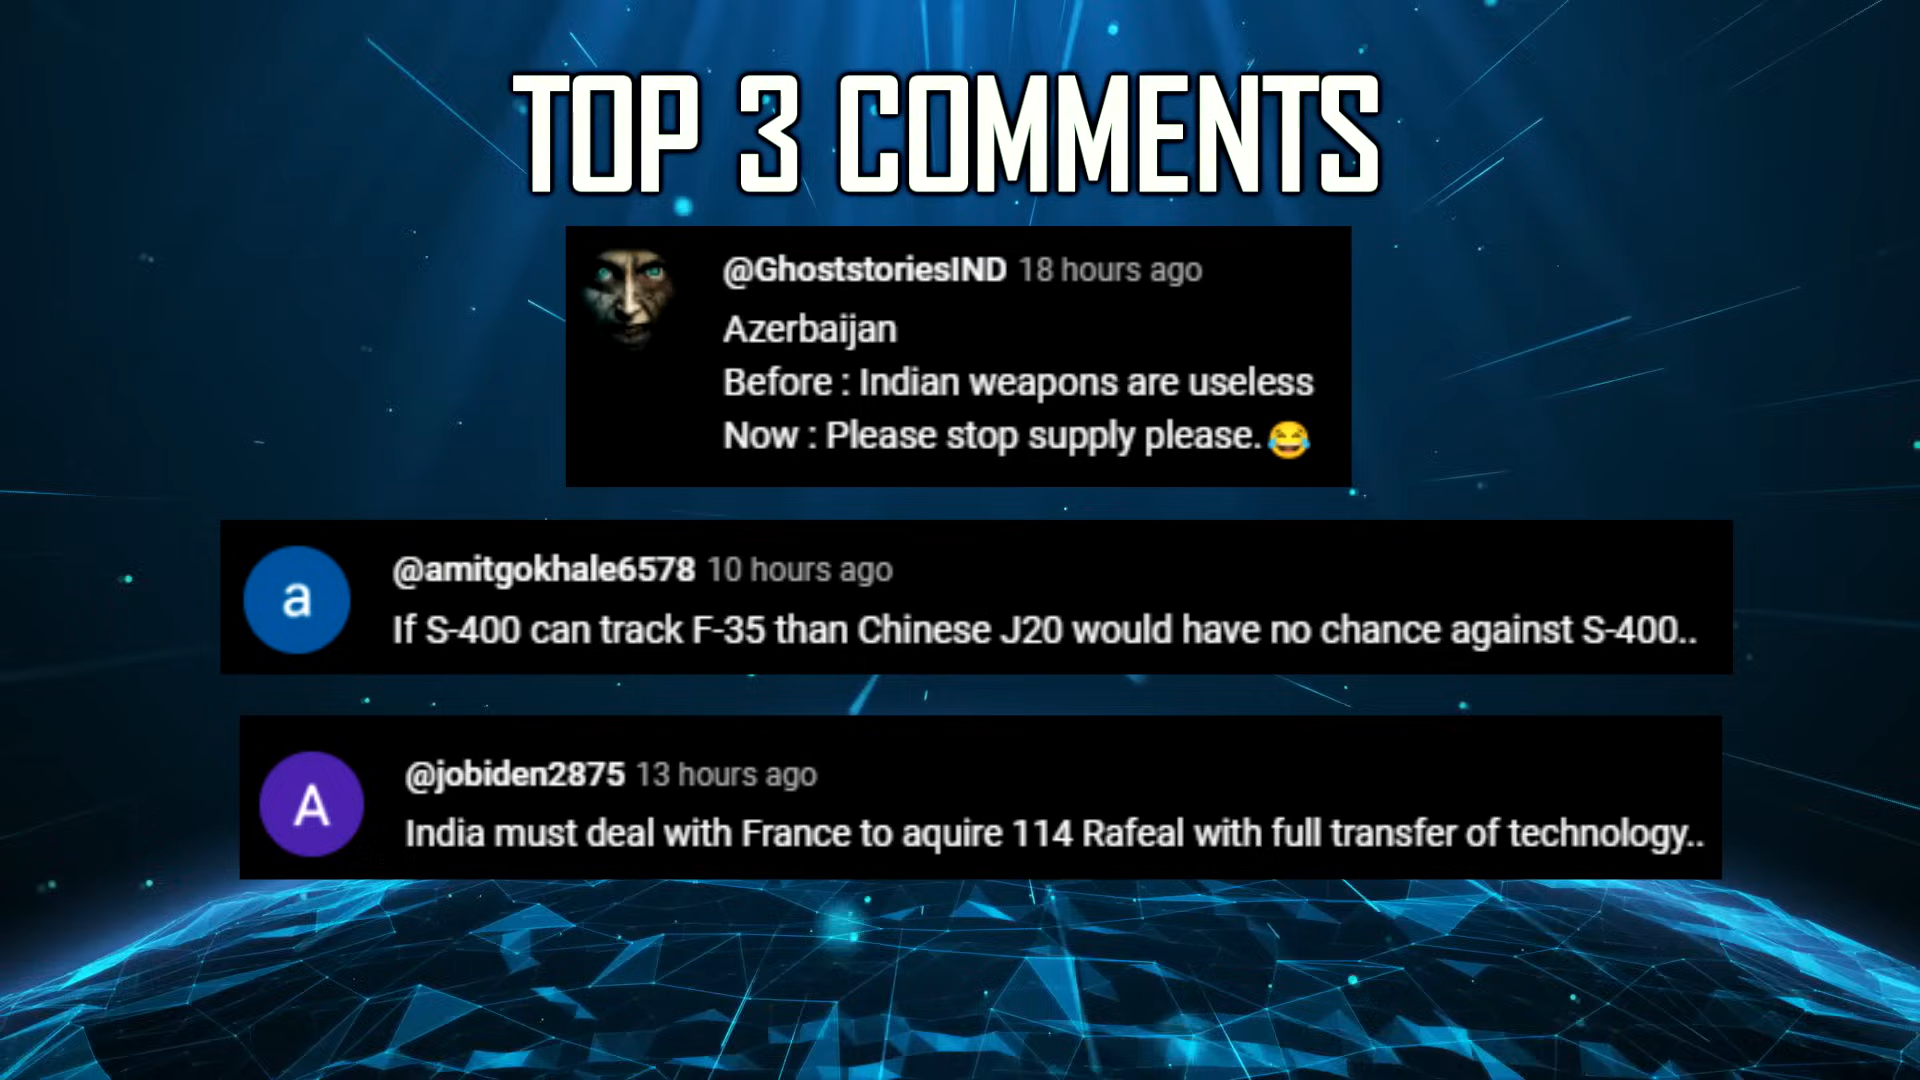 TOP 3 COMMENTS
@GhoststoriesIND 18 hours ago
Azerbaijan
Before : Indian weapons are useless
Now : Please stop supply please.😂
a
@amitgokhale6578 10 hours ago
If S-400 can track F-35 than Chinese J20 would have no chance against S-400..
A
@jobiden2875 13 hours ago
India must deal with France to aquire 114 Rafeal with full transfer of technology..